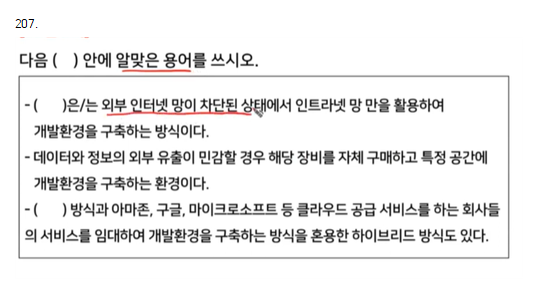 207.
다음 (    ) 안에 알맞은 용어를 쓰시오.
- (      )은/는 외부 인터넷 망이 차단된 상태에서 인트라넷 망 만을 활용하여
개발환경을 구축하는 방식이다.
- 데이터와 정보의 외부 유출이 민감할 경우 해당 장비를 자체 구매하고 특정 공간에
개발환경을 구축하는 환경이다.
- (      ) 방식과 아마존, 구글, 마이크로소프트 등 클라우드 공급 서비스를 하는 회사들
의 서비스를 임대하여 개발환경을 구축하는 방식을 혼용한 하이브리드 방식도 있다.